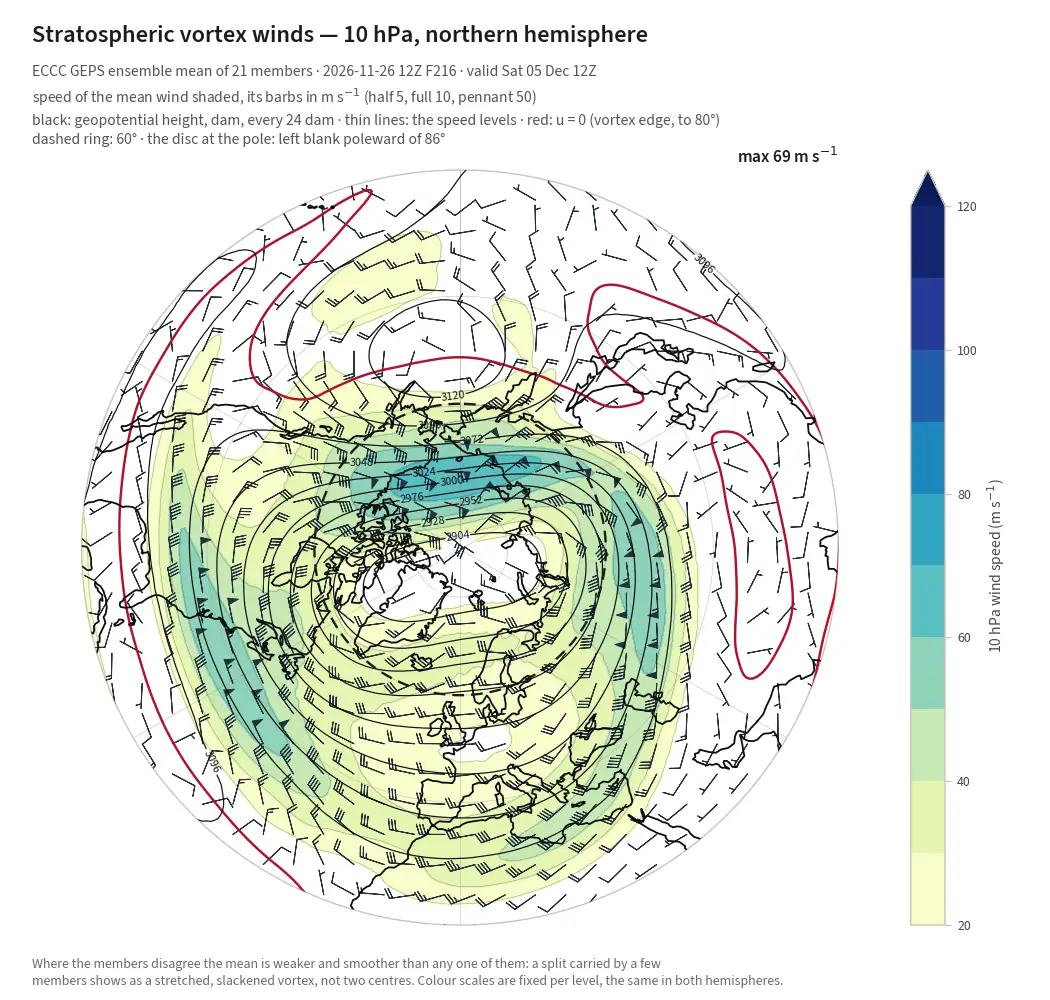 Stratospheric vortex winds — 10 hPa, northern hemisphere
ECCC GEPS ensemble mean of 21 members · 2026-11-26 12Z F216 · valid Sat 05 Dec 12Z
speed of the mean wind shaded, its barbs in m s⁻¹ (half 5, full 10, pennant 50)
black: geopotential height, dam, every 24 dam · thin lines: the speed levels · red: u = 0 (vortex edge, to 80°)
dashed ring: 60° · the disc at the pole: left blank poleward of 86°
max 69 m s⁻¹
120
100
80
60
40
20
10 hPa wind speed (m s⁻¹)
3096
3120
3072
3048
3024
3000
2976
2952
2928
2904
3096
Where the members disagree the mean is weaker and smoother than any one of them: a split carried by a few
members shows as a stretched, slackened vortex, not two centres. Colour scales are fixed per level, the same in both hemispheres.